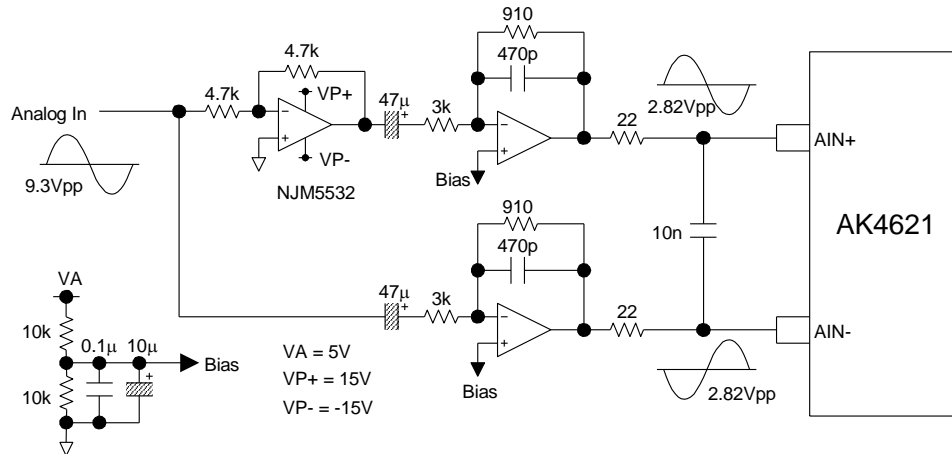 910
4.7k
470p
4.7k
VP+
47µ
3k
2.82Vpp
22
Analog In
+
−
+
−
+
AIN+
VP-
Bias
9.3Vpp
NJM5532
910
10n
AK4621
470p
VA
47µ
3k
22
+
−
+
AIN-
10k
0.1µ
10µ
Bias
VA = 5V
+
10k
VP+ = 15V
Bias
2.82Vpp
VP- = -15V